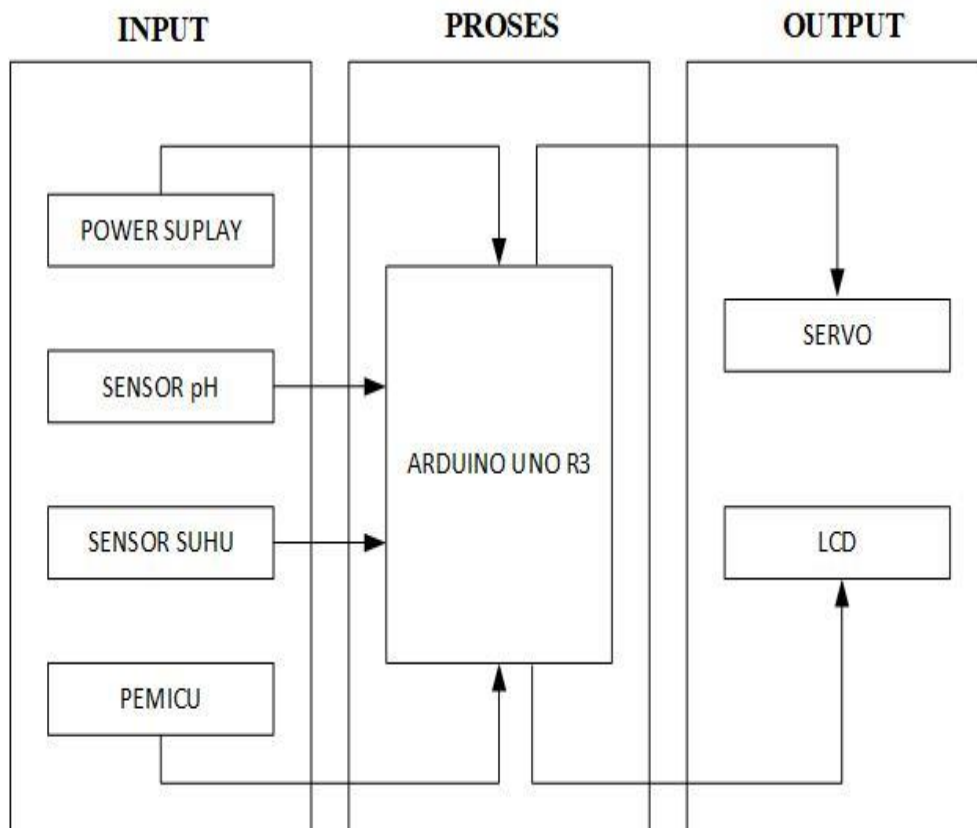 INPUT
PROSES
OUTPUT
POWER SUPLAY
SENSOR pH
SENSOR SUHU
PEMICU
ARDUINO UNO R3
SERVO
LCD